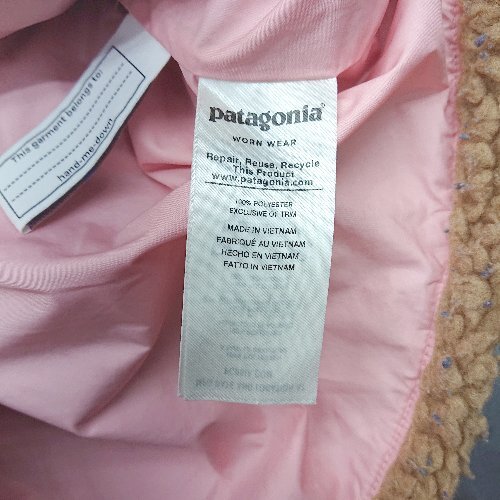 This garment belongs to:
hand-me-down
patagonia®
WORN WEAR
Repair, Reuse, Recycle
This Product
www.patagonia.com
100% POLYESTER
EXCLUSIVE OF TRIM
MADE IN VIETNAM
FABRIQUÉ AU VIETNAM
HECHO EN VIETNAM
FATTO IN VIETNAM